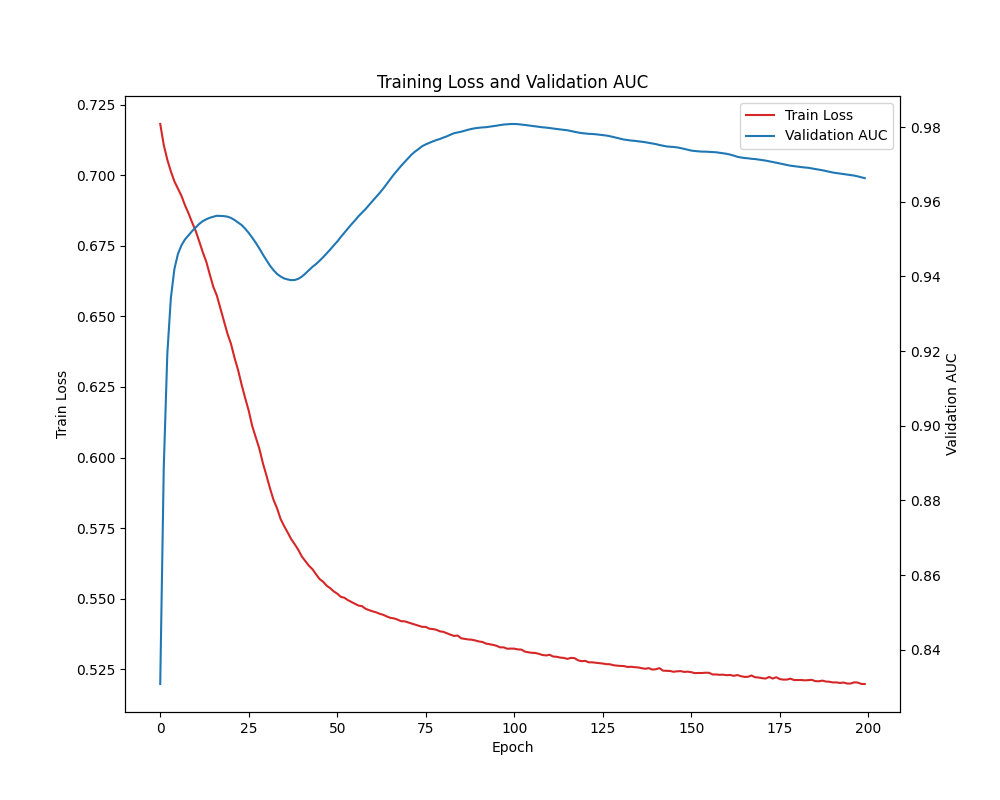 Training Loss and Validation AUC
Train Loss
Validation AUC
0.725
0.700
0.675
0.650
0.625
0.600
0.575
0.550
0.525
Train Loss
0.98
0.96
0.94
0.92
0.90
0.88
0.86
0.84
Validation AUC
0 25 50 75 100 125 150 175 200
Epoch